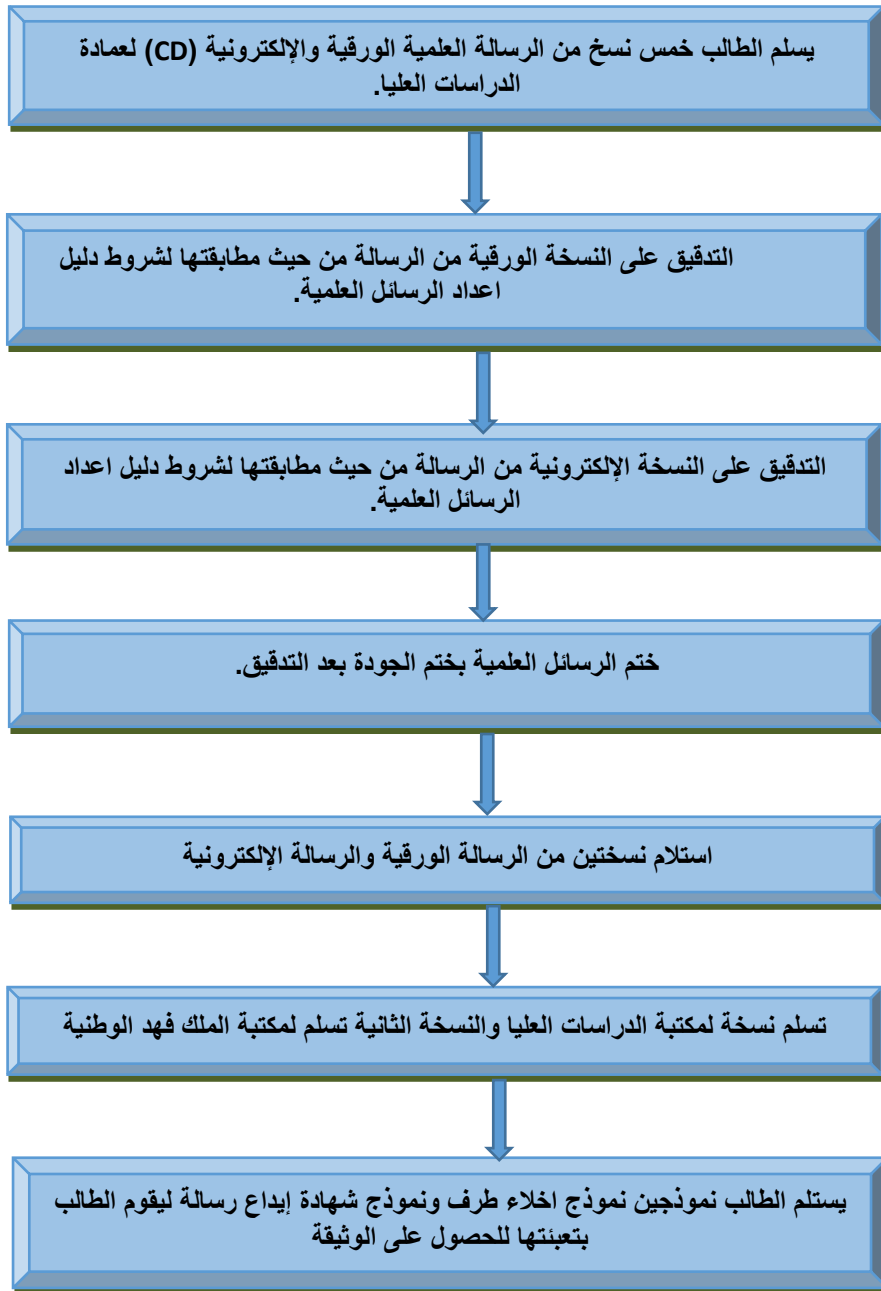 يسلم الطالب خمس نسخ من الرسالة العلمية الورقية والإلكترونية (CD) لعمادة
الدراسات العليا.
التدقيق على النسخة الورقية من الرسالة من حيث مطابقتها لشروط دليل
اعداد الرسائل العلمية.
التدقيق على النسخة الإلكترونية من الرسالة من حيث مطابقتها لشروط دليل اعداد
الرسائل العلمية.
ختم الرسائل العلمية بختم الجودة بعد التدقيق.
استلام نسختين من الرسالة الورقية والرسالة الإلكترونية
تسلم نسخة لمكتبة الدراسات العليا والنسخة الثانية تسلم لمكتبة الملك فهد الوطنية
يستلم الطالب نموذجين نموذج اخلاء طرف ونموذج شهادة إيداع رسالة ليقوم الطالب
بتعبئتها للحصول على الوثيقة